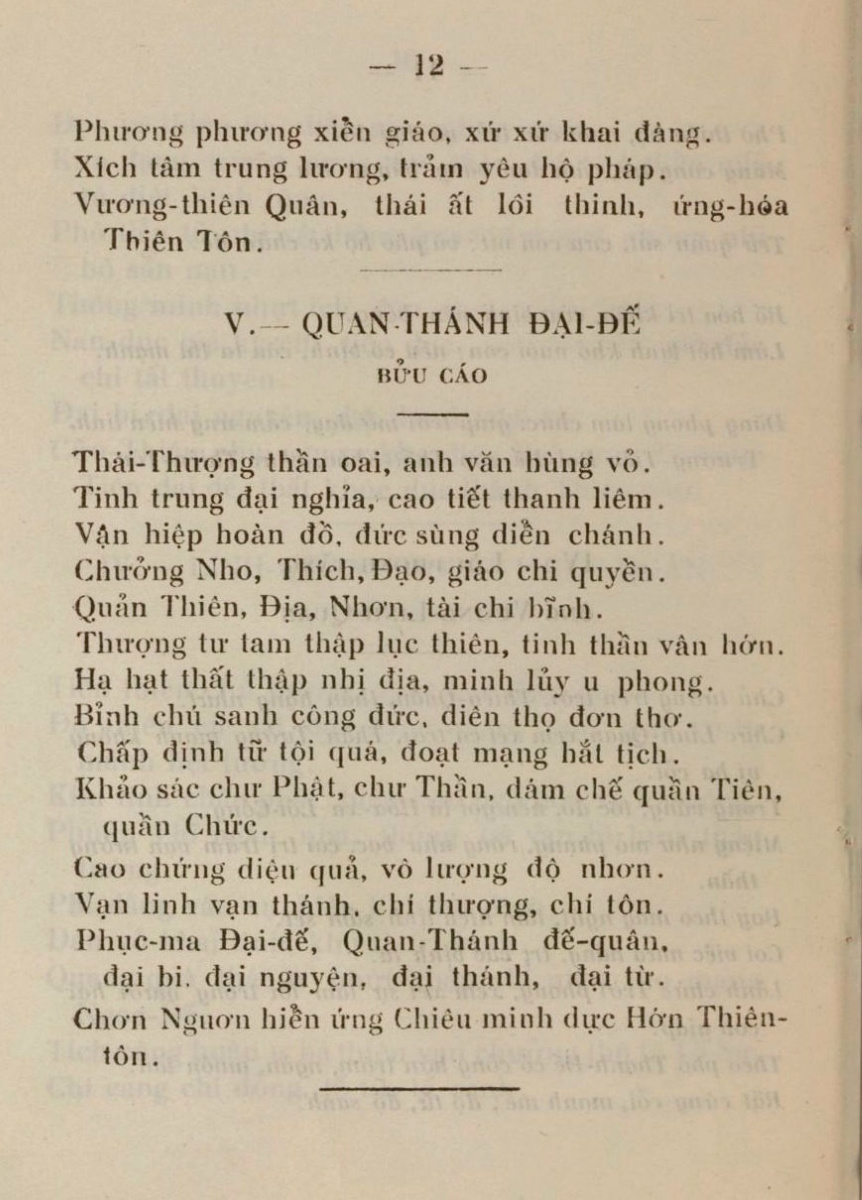 — 12 —
Phương phương xiển giáo, xứ xứ khai đàng.
Xích tâm trung lương, trảm yêu hộ pháp.
Vương-thiên Quân, thái ất lôi thinh, ứng-hóa
Thiên Tôn.
V.— QUAN-THÁNH ĐẠI-ĐẾ
BỬU CÁO
Thái-Thượng thần oai, anh văn hùng vỏ.
Tinh trung đại nghỉa, cao tiết thanh liêm.
Vận hiệp hoàn đồ, đức sùng diễn chánh.
Chưởng Nho, Thích, Đạo, giáo chi quyền.
Quản Thiên, Địa, Nhơn, tài chi bĩnh.
Thượng tư tam thập lục thiên, tinh thần vân hớn.
Hạ hạt thất thập nhị địa, minh lủy u phong.
Bỉnh chú sanh công đức, diên thọ đơn thơ.
Chấp định tữ tội quá, đoạt mạng hắt tịch.
Khảo sác chư Phật, chư Thần, dám chế quần Tiên,
quần Chức.
Cao chứng diệu quả, vô lượng độ nhơn.
Vạn linh vạn thánh, chí thượng, chí tôn.
Phục-ma Đại-đế, Quan-Thánh đế-quân,
đại bi, đại nguyện, đại thánh, đại từ.
Chơn Nguơn hiển ứng Chiêu minh dực Hớn Thiên-
tôn.